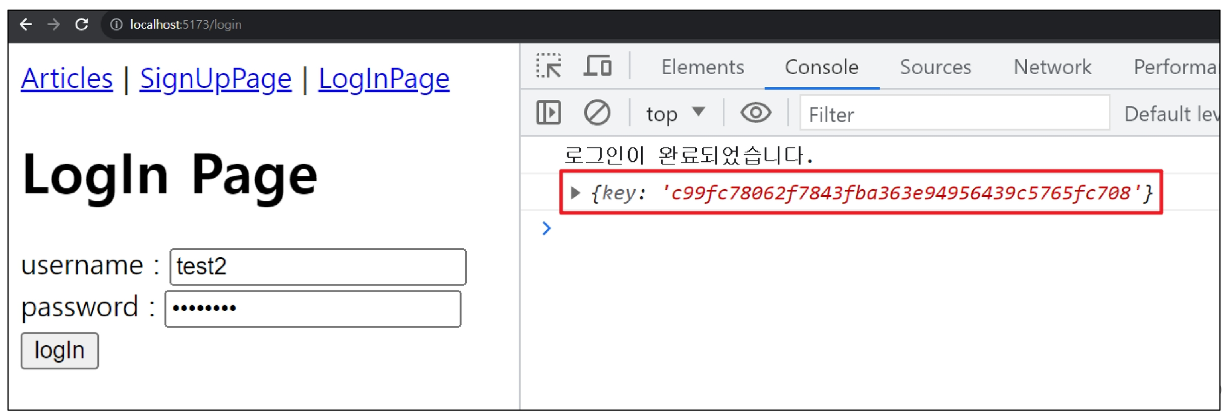 localhost:5173/login
Articles | SignUpPage | LogInPage
LogIn Page
username : test2
password : ••••••••
logIn
Elements Console Sources Network Performa
top Filter Default lev
로그인이 완료되었습니다.
{key: 'c99fc78062f7843fba363e94956439c5765fc708'}